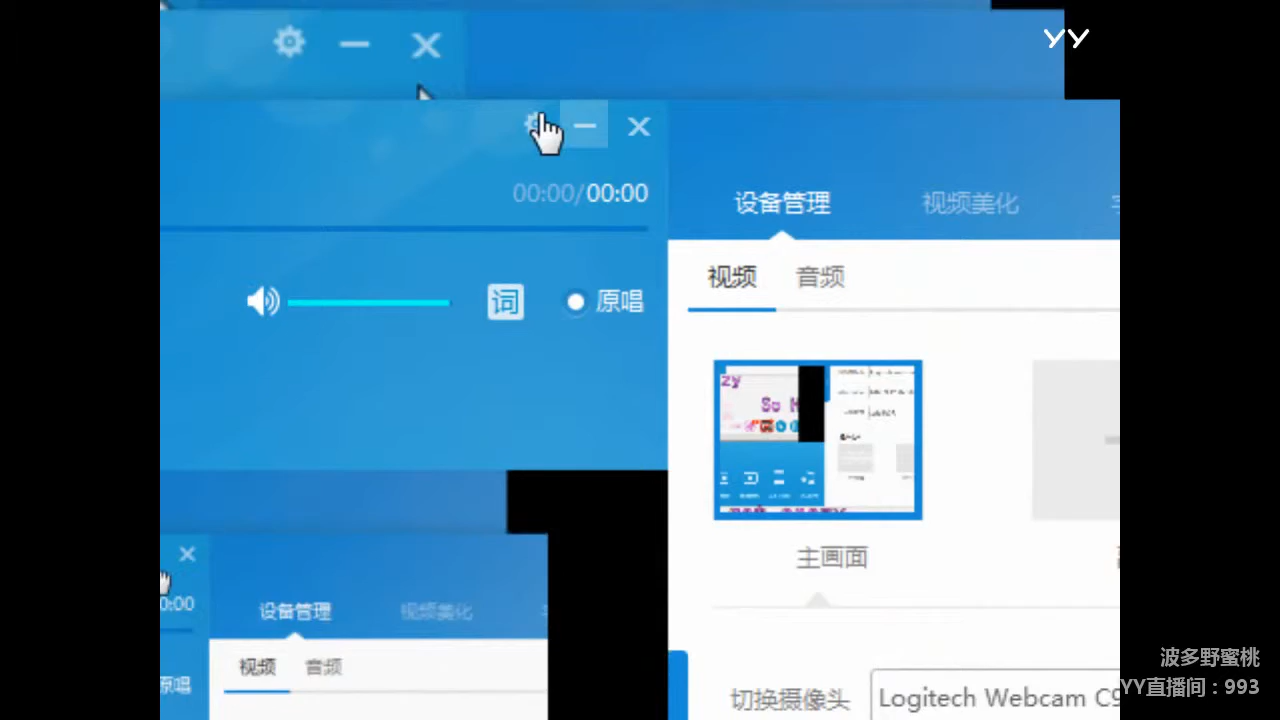 YY
00:00/00:00
设备管理 视频美化
视频 音频
词 原唱
zy
So
主画面
0:00
设备管理 视频美化
视频 音频
原唱
切换摄像头 Logitech Webcam C9
波多野蜜桃
YY直播间：993